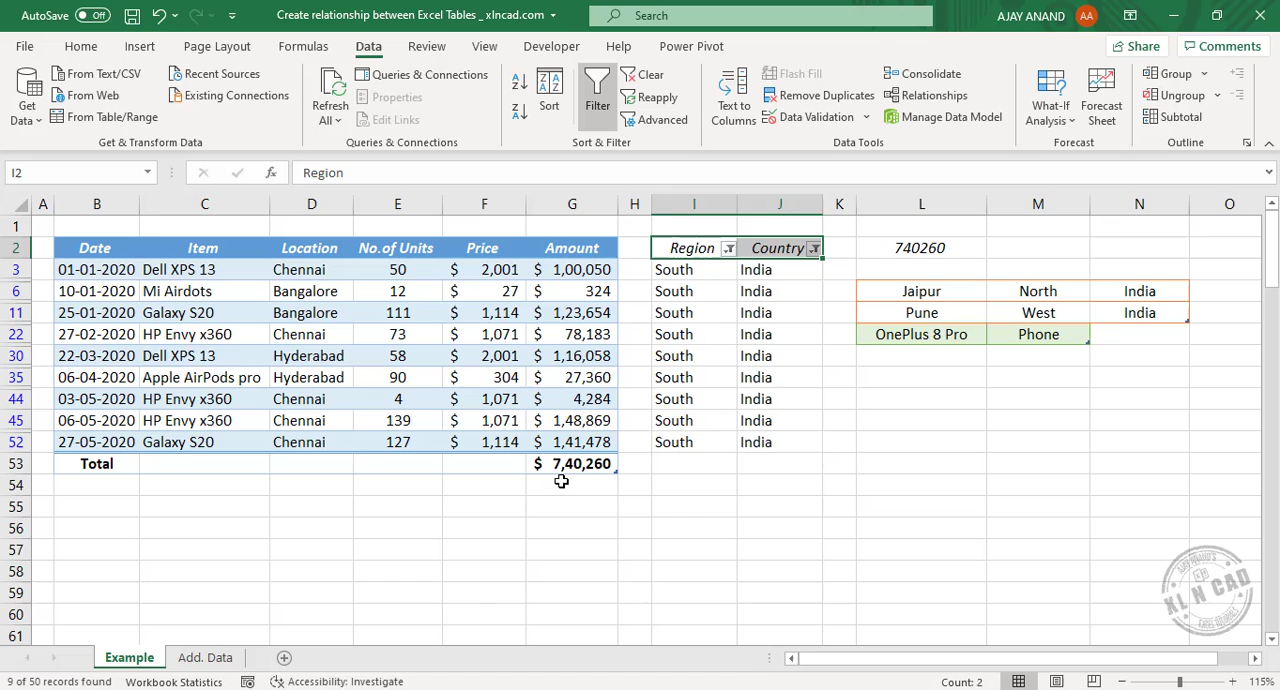 AutoSave Off Create relationship between Excel Tables _ xlncad.com Search AJAY ANAND AA
File Home Insert Page Layout Formulas Data Review View Developer Help Power Pivot Share Comments
Get Data From Text/CSV Recent Sources Refresh All Queries & Connections Sort Filter Clear Text to Columns Flash Fill Consolidate What-If Analysis Forecast Sheet Group
From Web Existing Connections Properties Reapply Remove Duplicates Relationships Ungroup
From Table/Range Edit Links Advanced Data Validation Manage Data Model Subtotal
Get & Transform Data Queries & Connections Sort & Filter Data Tools Forecast Outline
I2 fx Region
A B C D E F G H I J K L M N O
1
2 Date Item Location No.of Units Price Amount Region Country 740260
3 01-01-2020 Dell XPS 13 Chennai 50 $ 2,001 $ 1,00,050 South India
6 10-01-2020 Mi Airdots Bangalore 12 $ 27 $ 324 South India Jaipur North India
11 25-01-2020 Galaxy S20 Bangalore 111 $ 1,114 $ 1,23,654 South India Pune West India
22 27-02-2020 HP Envy x360 Chennai 73 $ 1,071 $ 78,183 South India OnePlus 8 Pro Phone
30 22-03-2020 Dell XPS 13 Hyderabad 58 $ 2,001 $ 1,16,058 South India
35 06-04-2020 Apple AirPods pro Hyderabad 90 $ 304 $ 27,360 South India
44 03-05-2020 HP Envy x360 Chennai 4 $ 1,071 $ 4,284 South India
45 06-05-2020 HP Envy x360 Chennai 139 $ 1,071 $ 1,48,869 South India
52 27-05-2020 Galaxy S20 Chennai 127 $ 1,114 $ 1,41,478 South India
53 Total $ 7,40,260
54
55
56
57
58
59
60
61
XL N CAD
Example Add. Data
9 of 50 records found Workbook Statistics Accessibility: Investigate Count: 2 115%